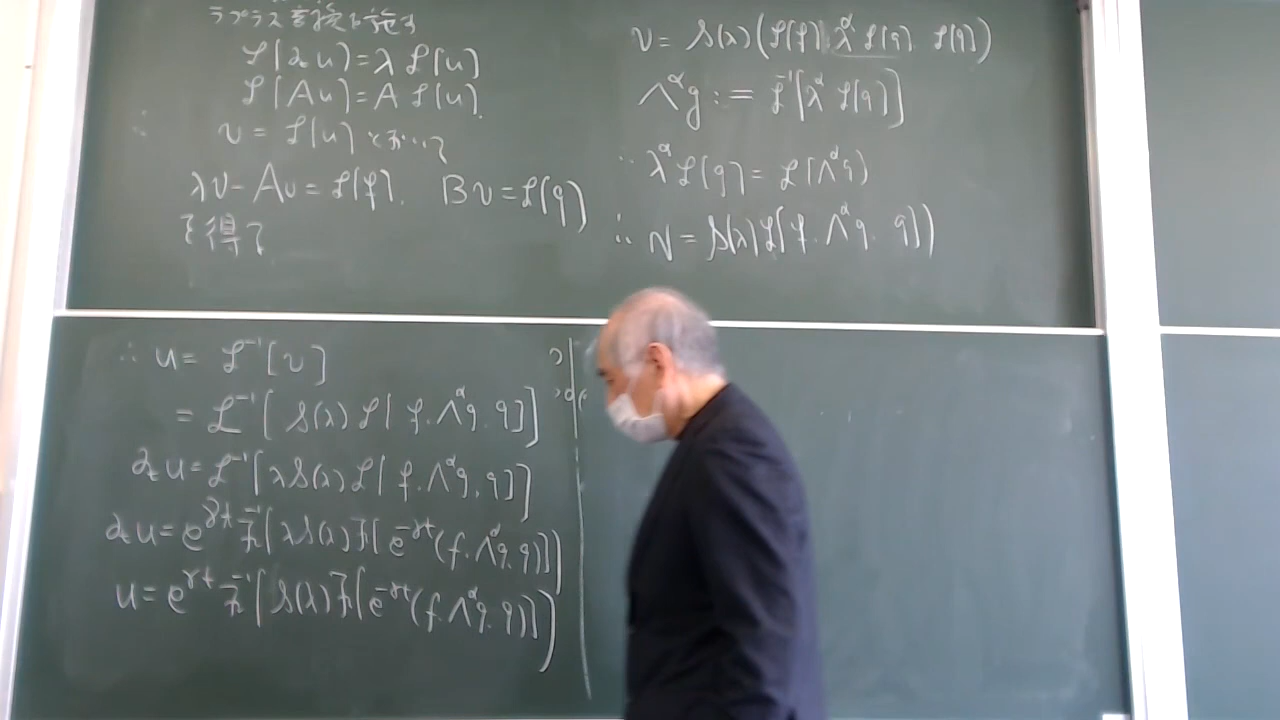 ラプラス変換を施す
ℒ[∂ₜu]=λℒ[u]
ℒ[Au]=Aℒ[u].
∴ v=ℒ[u] とおいて
λv-Av=ℒ[f]. Bv=ℒ[g]
を得て
v= S(λ)(ℒ[f], λ^α ℒ[g], ℒ[g])
Λ^α g := ℒ⁻¹[λ^α ℒ[g]]
∵ λ^α ℒ[g]= ℒ[Λ^α g]
∴ v= S(λ)ℒ[f, Λ^α g, g])
∴ u= ℒ⁻¹[v]
= ℒ⁻¹[S(λ)ℒ[f, Λ^α g, g]]
∂ₜu=ℒ⁻¹[λS(λ)ℒ[f, Λ^α g, g]]
∂ₜu=e^{γt} ℱ⁻¹[λS(λ)ℱ[e^{-γt}(f, Λ^α g, g)]]
u=e^{γt} ℱ⁻¹[S(λ)ℱ[e^{-γt}(f, Λ^α g, g)]]